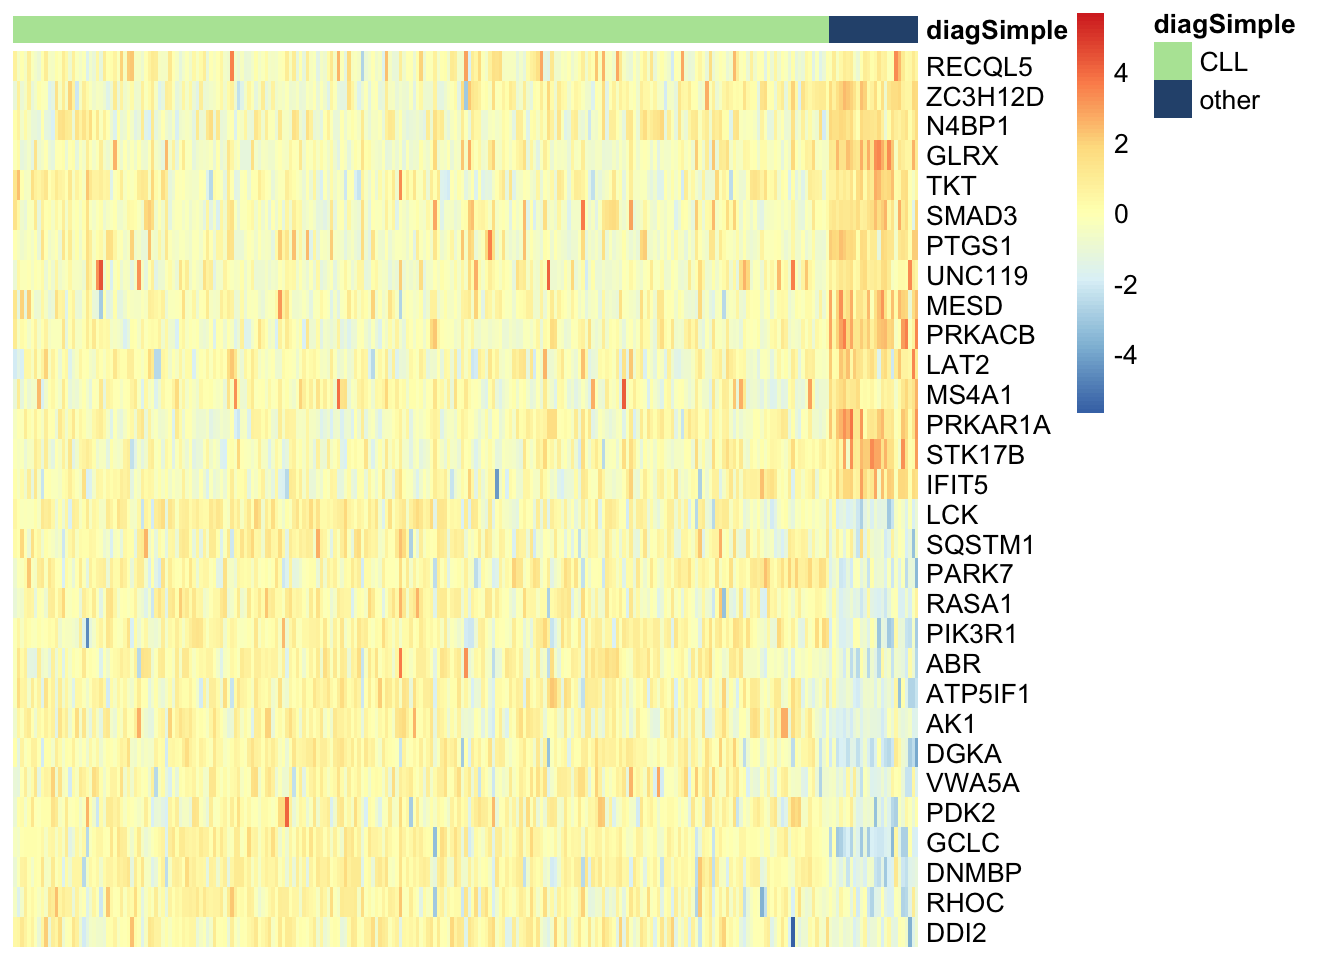 diagSimple
RECQL5
ZC3H12D
N4BP1
GLRX
TKT
SMAD3
PTGS1
UNC119
MESD
PRKACB
LAT2
MS4A1
PRKAR1A
STK17B
IFIT5
LCK
SQSTM1
PARK7
RASA1
PIK3R1
ABR
ATP5IF1
AK1
DGKA
VWA5A
PDK2
GCLC
DNMBP
RHOC
DDI2
4
2
0
-2
-4
diagSimple
CLL
other